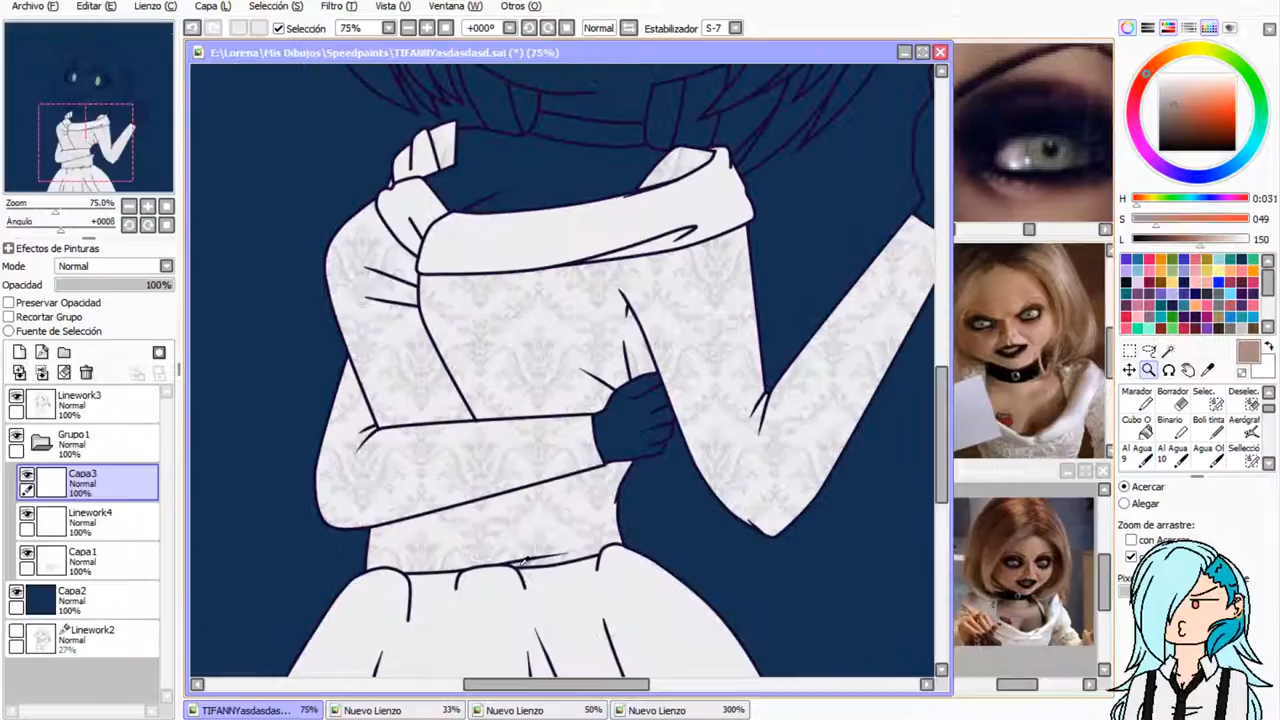 Archivo (F) Editar (E) Lienzo (C) Capa (L) Selección (S) Filtro (T) Vista (V) Ventana (W) Otros (O)
Selección 75% +000° Normal Estabilizador S-7
E:\Lorena\Mis Dibujos\Speedpaints\TIFANNYasdasdasd.sai (*) (75%)
Zoom 75.0%
Ángulo +000ß
Efectos de Pinturas
Mode Normal
Opacidad 100%
Preservar Opacidad
Recortar Grupo
Fuente de Selección
Linework3
Normal
100%
Grupo1
Normal
100%
Capa3
Normal
100%
Linework4
Normal
100%
Capa1
Normal
100%
Capa2
Normal
100%
Linework2
Normal
27%
H 0:031
S 049
L 150
Marador Borrador Selec. Deselec.
Cubo O Binario Boli tinta Aerógraf
Al Agua Al Agua Agua Ol Sellecció
9 10
Acercar
Alegar
Zoom de arrastre:
TIFANNYasdasdas... 75% Nuevo Lienzo 33% Nuevo Lienzo 50% Nuevo Lienzo 300%